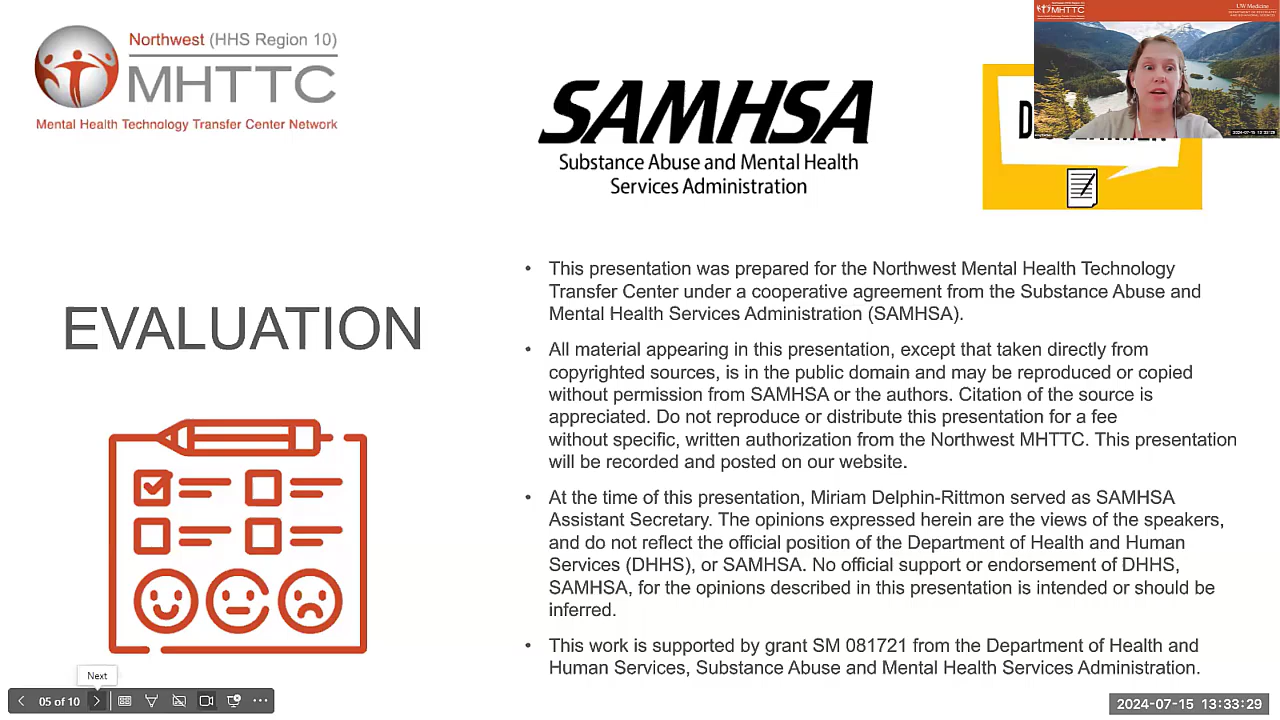 Northwest (HHS Region 10)
MHTTC
Mental Health Technology Transfer Center Network
SAMHSA
Substance Abuse and Mental Health
Services Administration
MHTTC
UW Medicine
2024-07-15 13:33:29
EVALUATION
• This presentation was prepared for the Northwest Mental Health Technology
Transfer Center under a cooperative agreement from the Substance Abuse and
Mental Health Services Administration (SAMHSA).
• All material appearing in this presentation, except that taken directly from
copyrighted sources, is in the public domain and may be reproduced or copied
without permission from SAMHSA or the authors. Citation of the source is
appreciated. Do not reproduce or distribute this presentation for a fee
without specific, written authorization from the Northwest MHTTC. This presentation
will be recorded and posted on our website.
• At the time of this presentation, Miriam Delphin-Rittmon served as SAMHSA
Assistant Secretary. The opinions expressed herein are the views of the speakers,
and do not reflect the official position of the Department of Health and Human
Services (DHHS), or SAMHSA. No official support or endorsement of DHHS,
SAMHSA, for the opinions described in this presentation is intended or should be
inferred.
• This work is supported by grant SM 081721 from the Department of Health and
Human Services, Substance Abuse and Mental Health Services Administration.
Next
05 of 10
2024-07-15 13:33:29